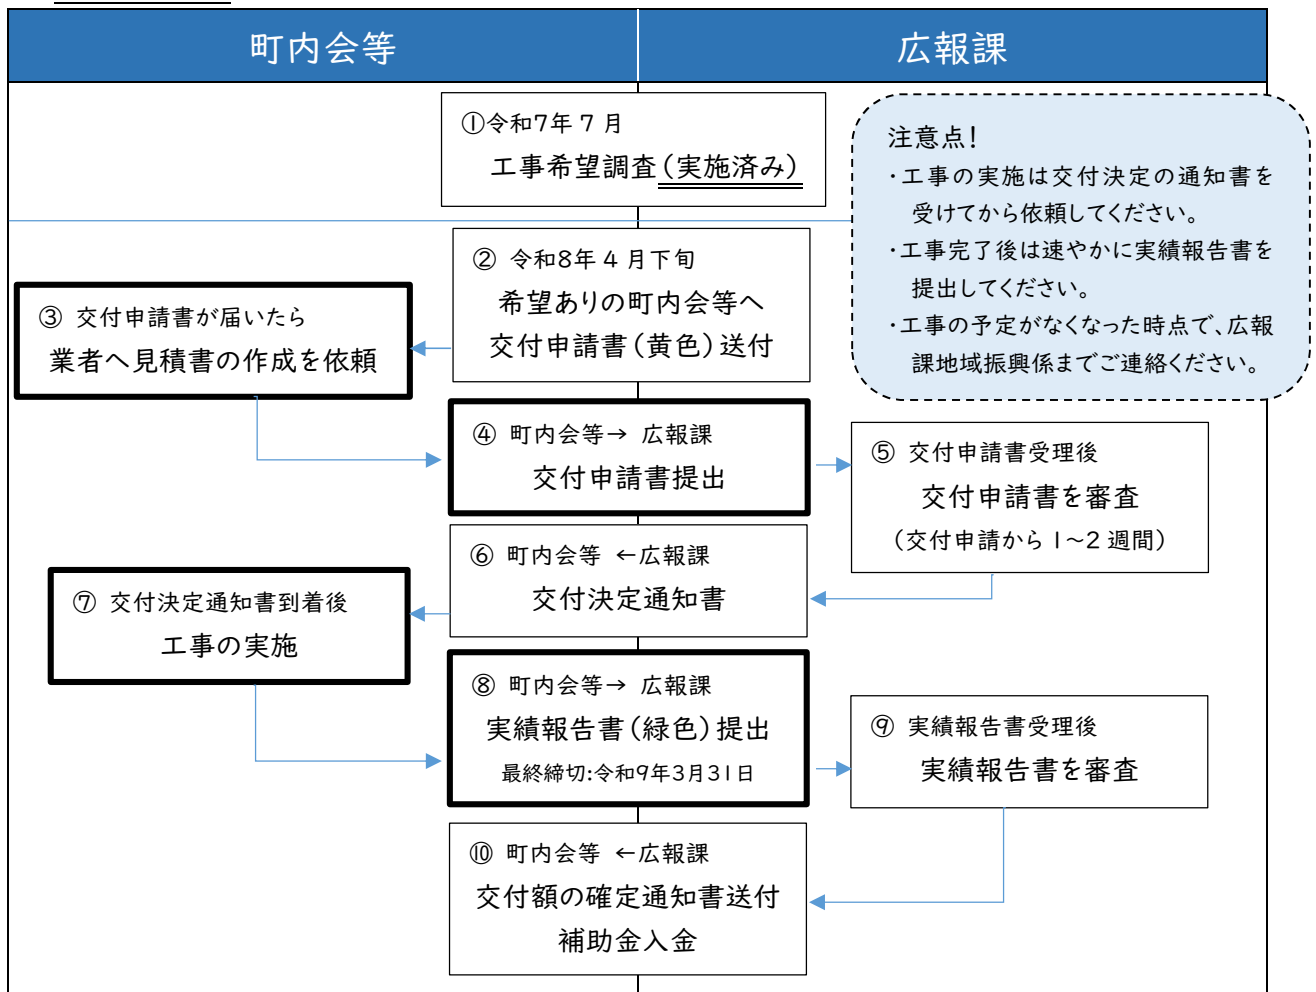 町内会等
広報課
①令和7年７月
工事希望調査(実施済み)
注意点！
・工事の実施は交付決定の通知書を
受けてから依頼してください。
・工事完了後は速やかに実績報告書を
提出してください。
・工事の予定がなくなった時点で、広報
課地域振興係までご連絡ください。
② 令和8年４月下旬
希望ありの町内会等へ
交付申請書(黄色)送付
③ 交付申請書が届いたら
業者へ見積書の作成を依頼
④ 町内会等→ 広報課
交付申請書提出
⑤ 交付申請書受理後
交付申請書を審査
(交付申請から１～２週間)
⑥ 町内会等 ←広報課
交付決定通知書
⑦ 交付決定通知書到着後
工事の実施
⑧ 町内会等→ 広報課
実績報告書(緑色)提出
最終締切:令和9年3月31日
⑨ 実績報告書受理後
実績報告書を審査
⑩ 町内会等 ←広報課
交付額の確定通知書送付
補助金入金